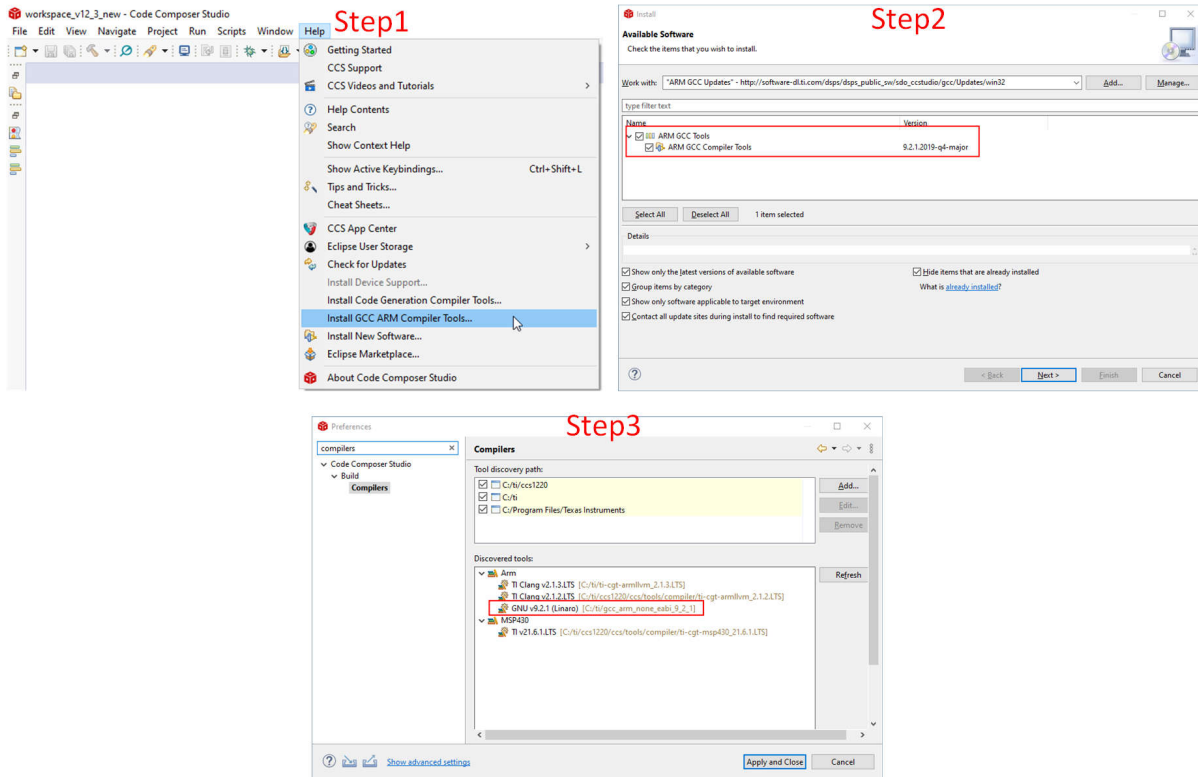 workspace_v12_3_new - Code Composer Studio
File Edit View Navigate Project Run Scripts Window Help
Step1
Getting Started
CCS Support
CCS Videos and Tutorials
Help Contents
Search
Show Context Help
Show Active Keybindings... Ctrl+Shift+L
Tips and Tricks...
Cheat Sheets...
CCS App Center
Eclipse User Storage
Check for Updates
Install Device Support...
Install Code Generation Compiler Tools...
Install GCC ARM Compiler Tools...
Install New Software...
Eclipse Marketplace...
About Code Composer Studio
Install
Step2
Available Software
Check the items that you wish to install.
Work with: "ARM GCC Updates" - http://software-dl.ti.com/dsps/dsps_public_sw/sdo_ccstudio/gcc/Updates/win32 Add... Manage...
type filter text
Name Version
ARM GCC Tools
ARM GCC Compiler Tools 9.2.1.2019-q4-major
Select All Deselect All 1 item selected
Details
Show only the latest versions of available software Hide items that are already installed
Group items by category What is already installed?
Show only software applicable to target environment
Contact all update sites during install to find required software
< Back Next > Finish Cancel
Preferences
Step3
compilers
Code Composer Studio
Build
Compilers
Compilers
Tool discovery path:
C:/ti/ccs1220 Add...
C:/ti
C:/Program Files/Texas Instruments
Edit...
Remove
Discovered tools:
Arm Refresh
TI Clang v2.1.3.LTS [C:/ti/ti-cgt-armllvm_2.1.3.LTS]
TI Clang v2.1.2.LTS [C:/ti/ccs1220/ccs/tools/compiler/ti-cgt-armllvm_2.1.2.LTS]
GNU v9.2.1 (Linaro) [C:/ti/gcc_arm_none_eabi_9_2_1]
MSP430
TI v21.6.1.LTS [C:/ti/ccs1220/ccs/tools/compiler/ti-cgt-msp430_21.6.1.LTS]
Show advanced settings Apply and Close Cancel